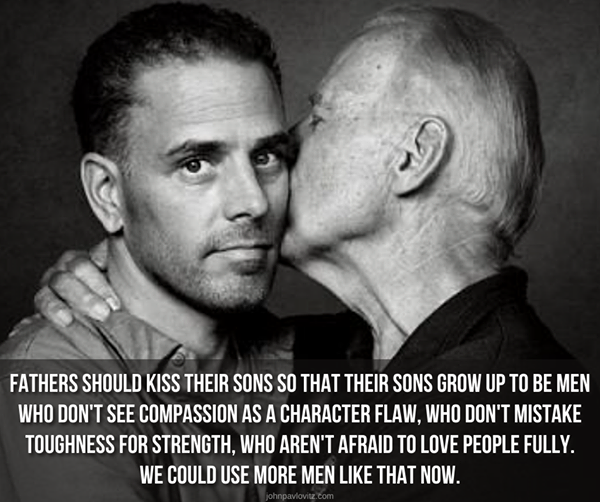 FATHERS SHOULD KISS THEIR SONS SO THAT THEIR SONS GROW UP TO BE MEN
WHO DON'T SEE COMPASSION AS A CHARACTER FLAW, WHO DON'T MISTAKE
TOUGHNESS FOR STRENGTH, WHO AREN'T AFRAID TO LOVE PEOPLE FULLY.
WE COULD USE MORE MEN LIKE THAT NOW.
johnpavlovitz.com